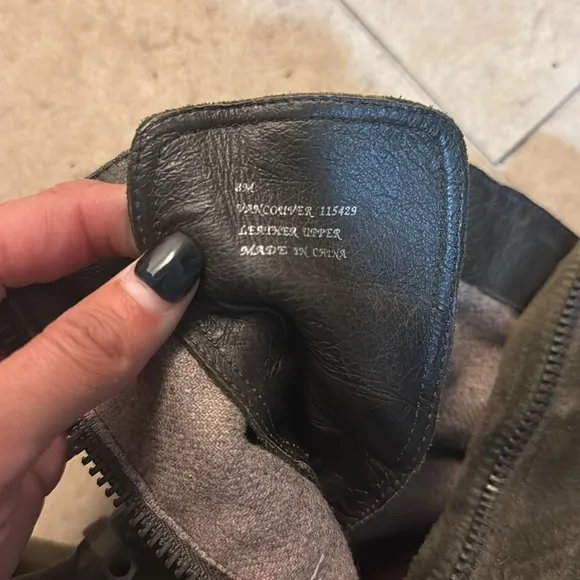 8M
VANCOUVER 115429
LEATHER UPPER
MADE IN CHINA